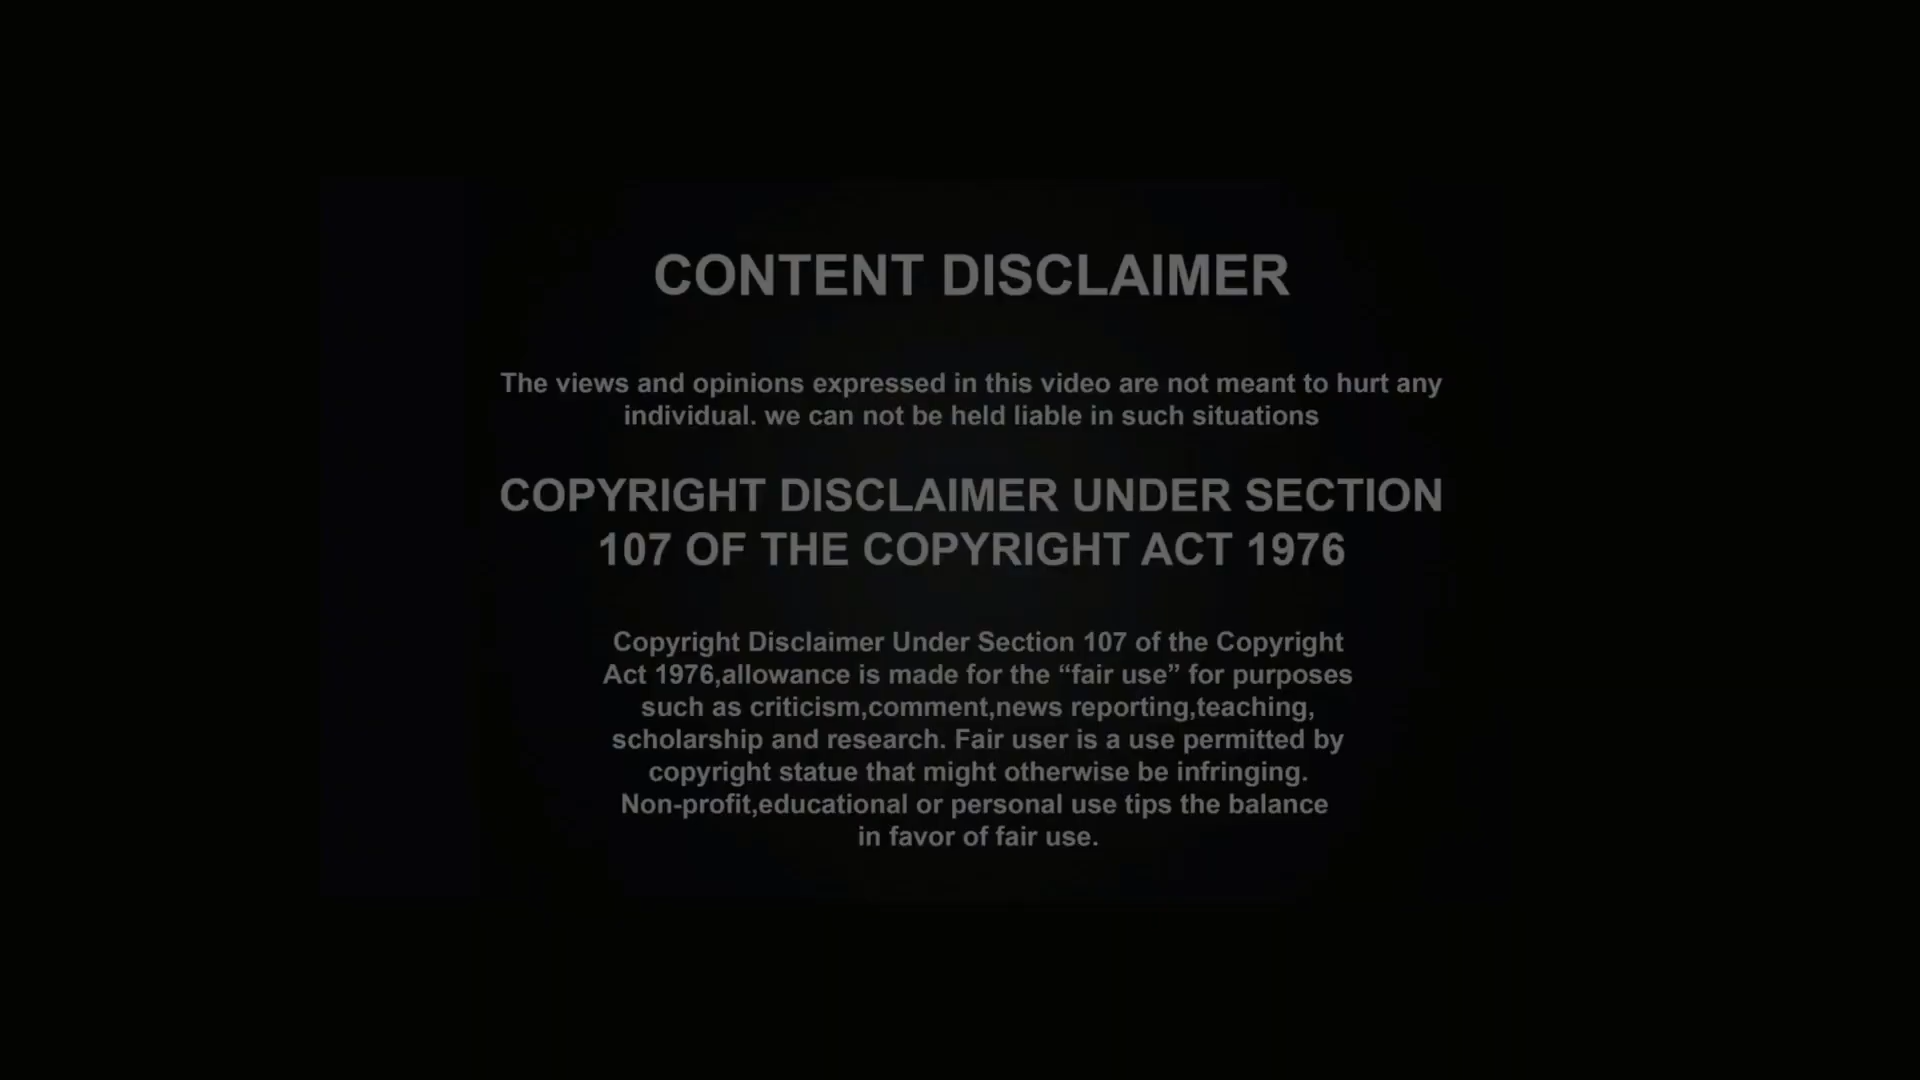 CONTENT DISCLAIMER
The views and opinions expressed in this video are not meant to hurt any
individual. we can not be held liable in such situations
COPYRIGHT DISCLAIMER UNDER SECTION
107 OF THE COPYRIGHT ACT 1976
Copyright Disclaimer Under Section 107 of the Copyright
Act 1976,allowance is made for the “fair use” for purposes
such as criticism,comment,news reporting,teaching,
scholarship and research. Fair user is a use permitted by
copyright statue that might otherwise be infringing.
Non-profit,educational or personal use tips the balance
in favor of fair use.